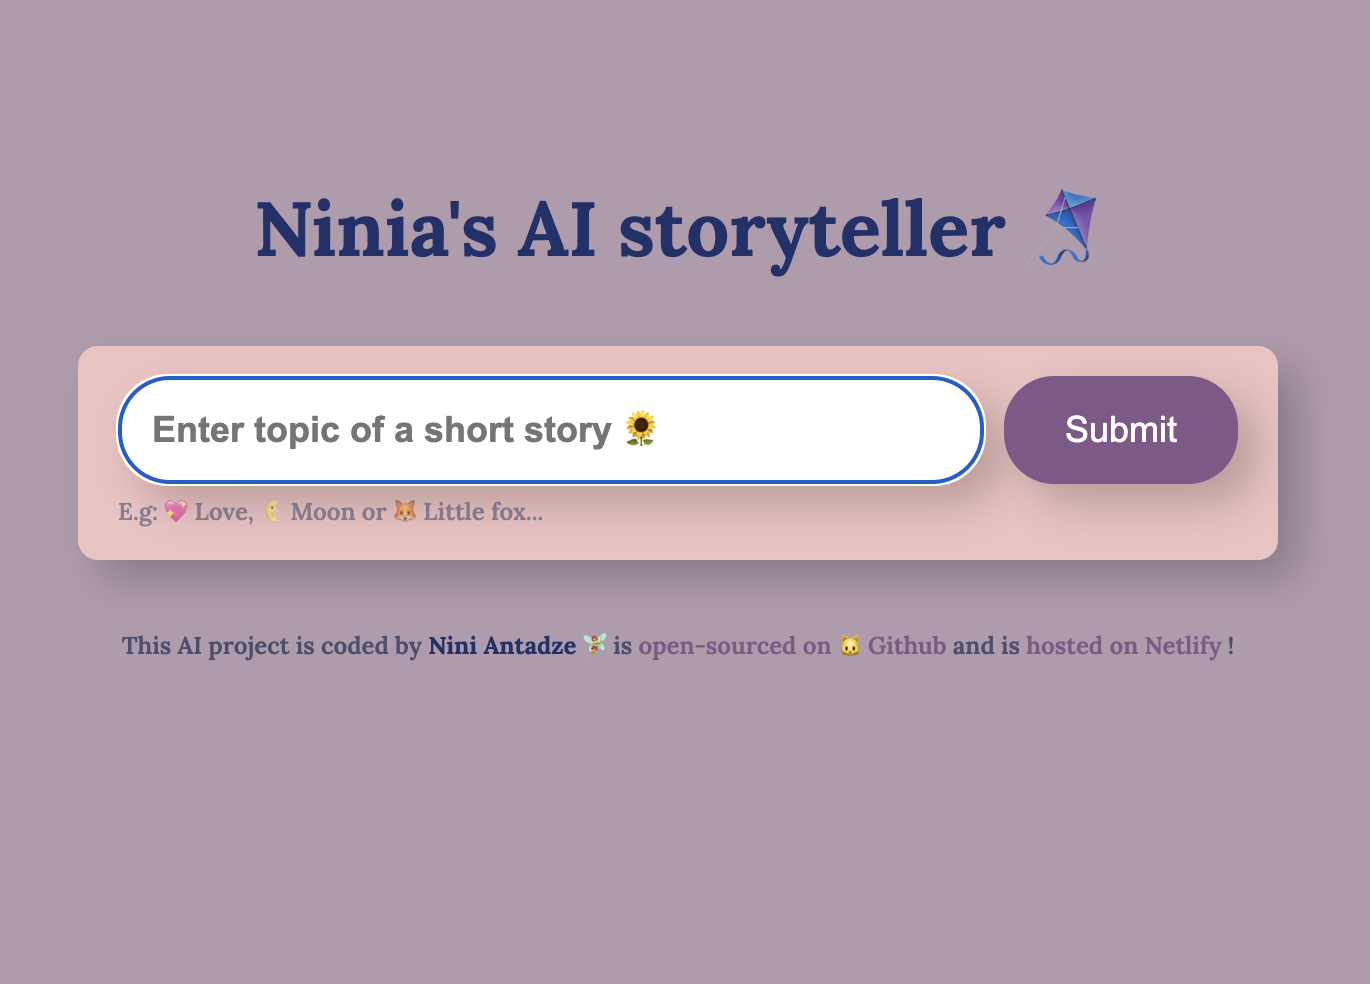 Ninia's AI storyteller 🪁
Enter topic of a short story 🌻
Submit
E.g: 💖 Love, 🌜 Moon or 🦊 Little fox...
This AI project is coded by Nini Antadze 🧚🏻 is open-sourced on 🐱 Github and is hosted on Netlify !